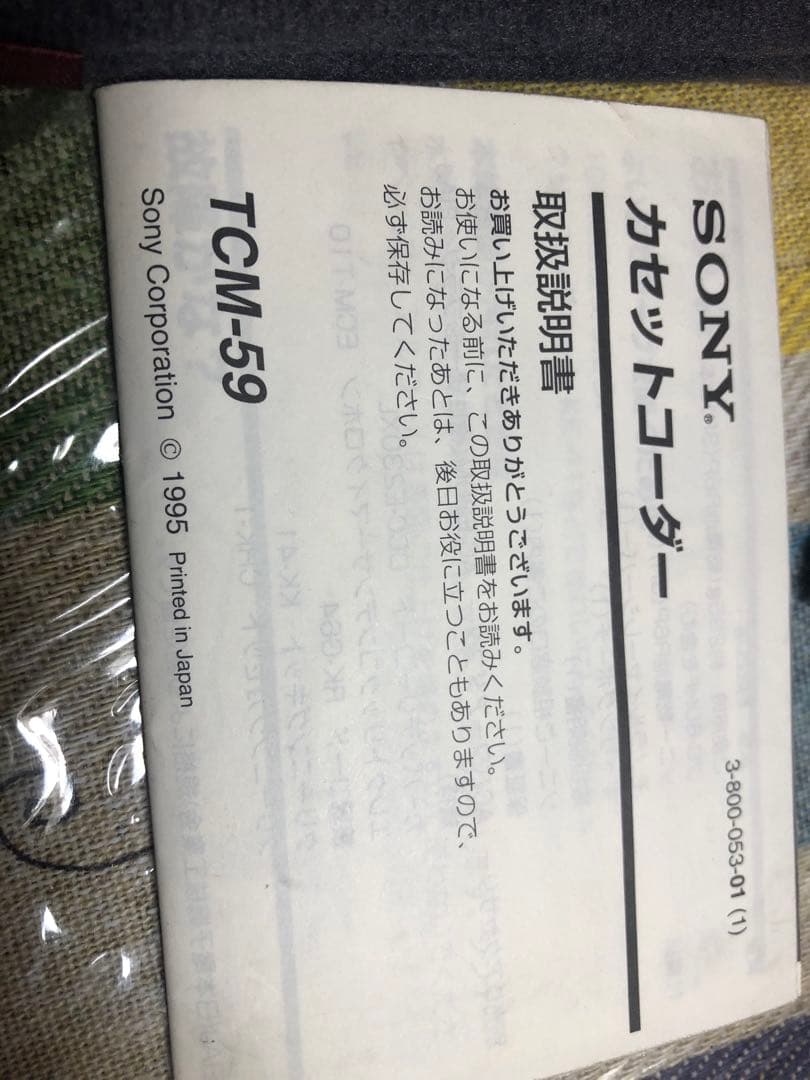 3-800-053-01 (1)
SONY®
カセットコーダー
取扱説明書
お買い上げいただきありがとうございます。
お使いになる前に、この取扱説明書をお読みください。
お読みになったあとは、後日お役に立つこともありますので、
必ず保存してください。
TCM-59
Sony Corporation © 1995 Printed in Japan